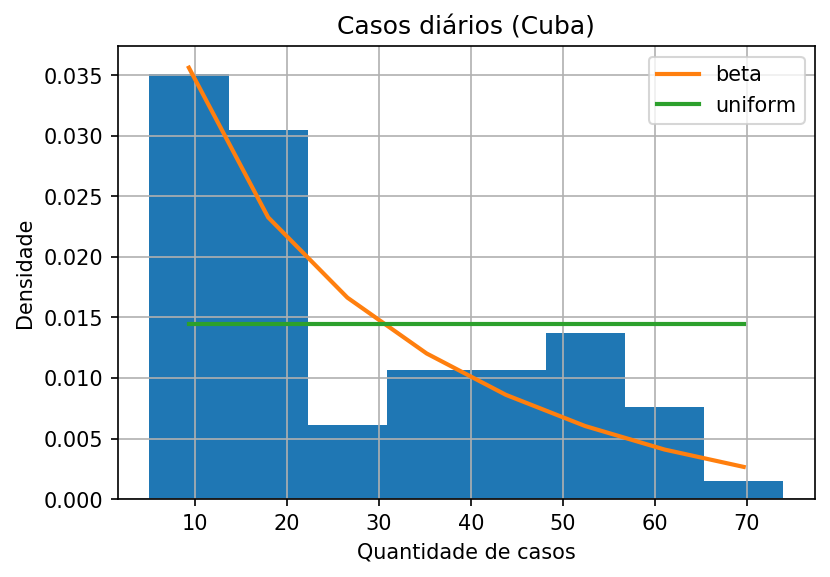 Casos diários (Cuba)
beta
uniform
Densidade
0.035
0.030
0.025
0.020
0.015
0.010
0.005
0.000
10 20 30 40 50 60 70
Quantidade de casos